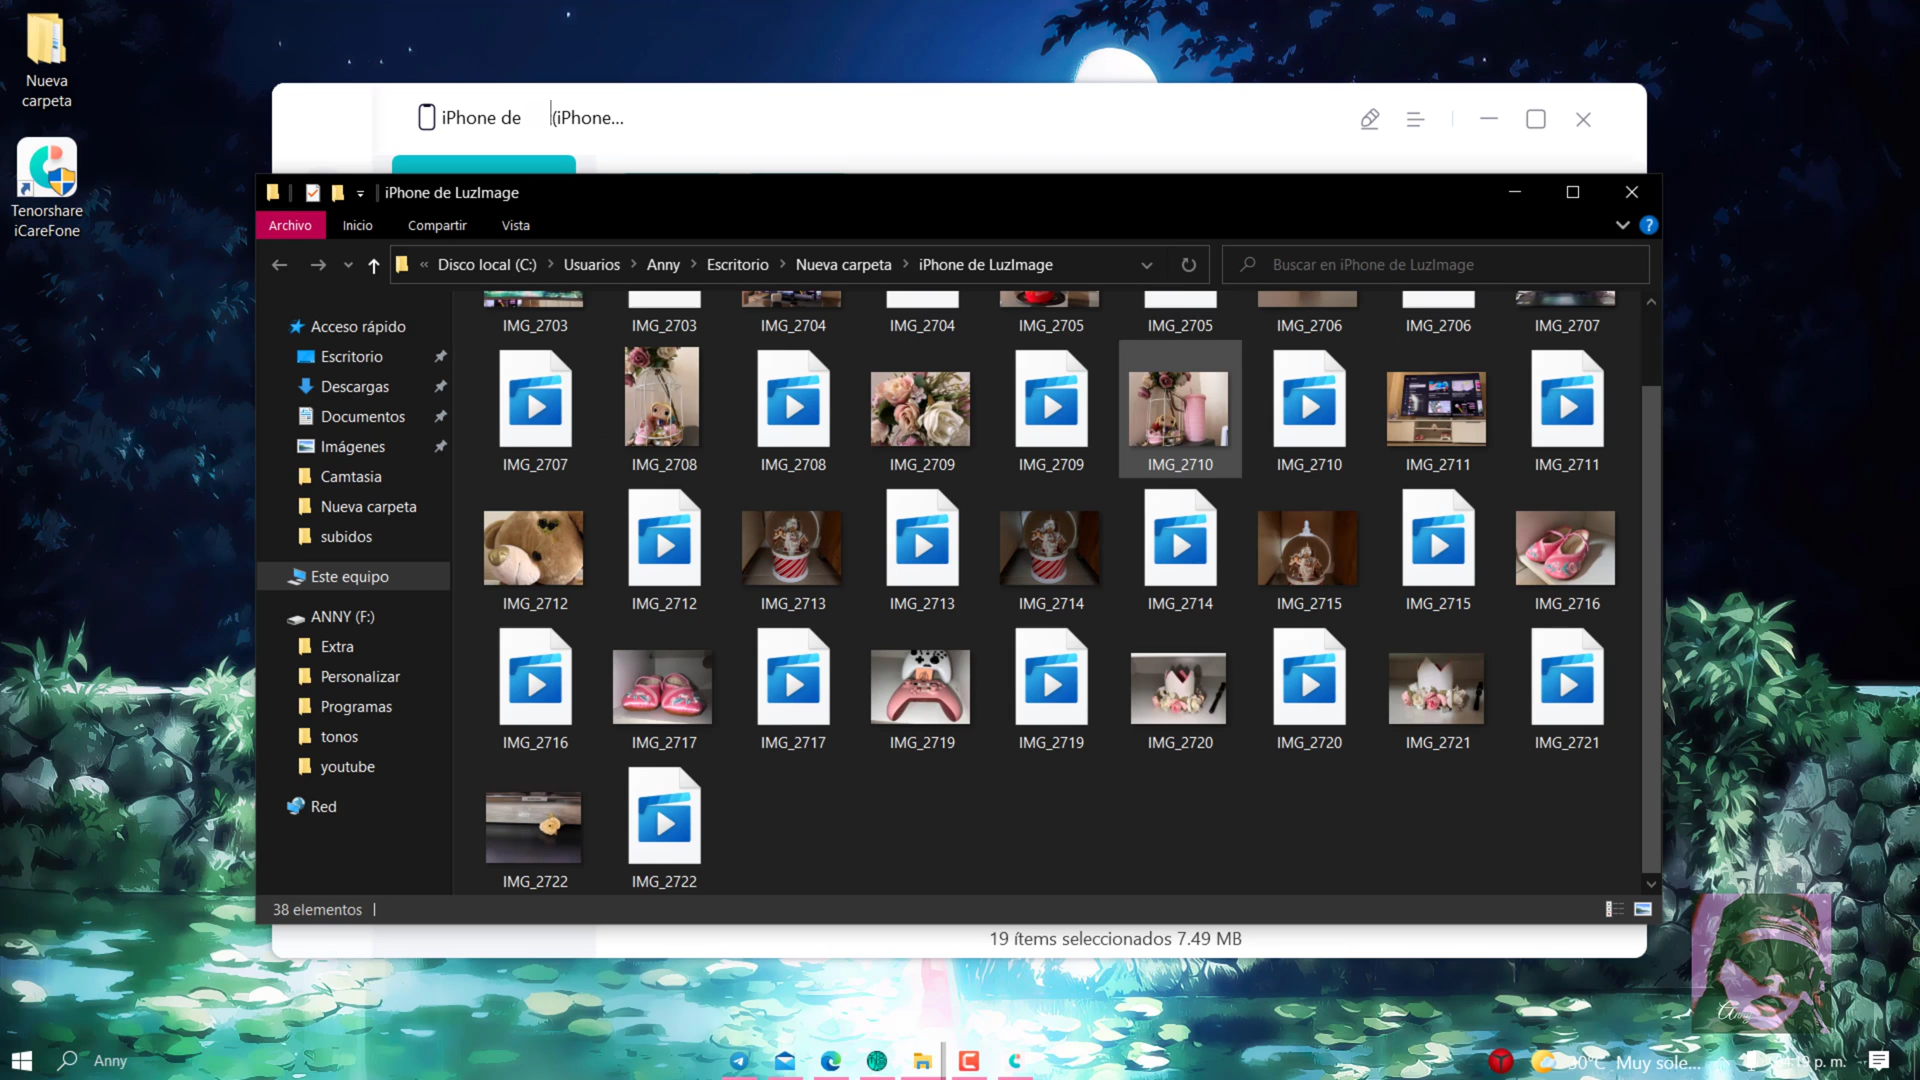 Nueva
carpeta
Tenorshare
iCareFone
iPhone de (iPhone...
iPhone de LuzImage
Archivo Inicio Compartir Vista
« Disco local (C:) > Usuarios > Anny > Escritorio > Nueva carpeta > iPhone de LuzImage
Buscar en iPhone de LuzImage
Acceso rápido
Escritorio
Descargas
Documentos
Imágenes
Camtasia
Nueva carpeta
subidos
Este equipo
ANNY (F:)
Extra
Personalizar
Programas
tonos
youtube
Red
IMG_2703 IMG_2703 IMG_2704 IMG_2704 IMG_2705 IMG_2705 IMG_2706 IMG_2706 IMG_2707
IMG_2707 IMG_2708 IMG_2708 IMG_2709 IMG_2709 IMG_2710 IMG_2710 IMG_2711 IMG_2711
IMG_2712 IMG_2712 IMG_2713 IMG_2713 IMG_2714 IMG_2714 IMG_2715 IMG_2715 IMG_2716
IMG_2716 IMG_2717 IMG_2717 IMG_2719 IMG_2719 IMG_2720 IMG_2720 IMG_2721 IMG_2721
IMG_2722 IMG_2722
38 elementos
19 ítems seleccionados 7.49 MB
Anny
30°C Muy sole...
p. m.